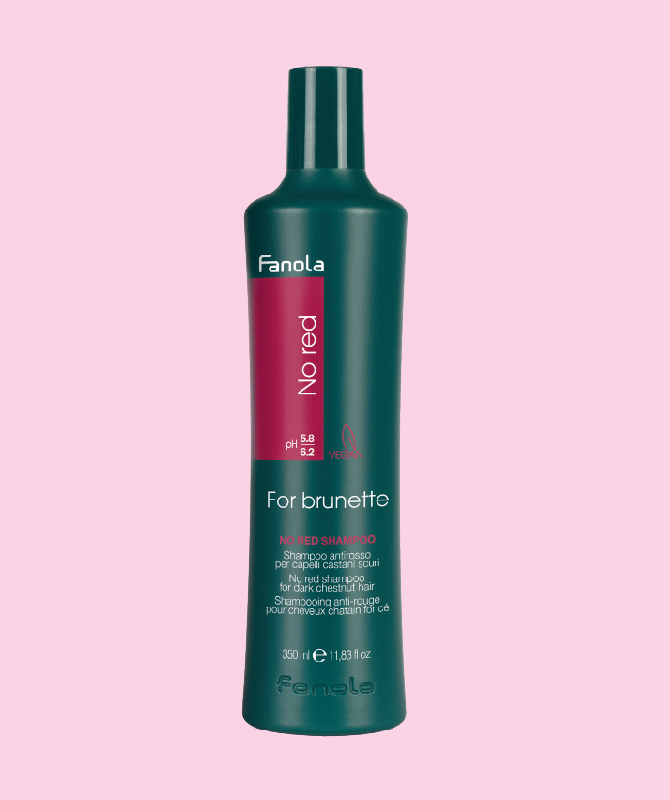 Fanola
No red
pH 5.8
6.2
VEGAN
For brunette
NO RED SHAMPOO
Shampoo antirosso
per capelli castani scuri
No red shampoo
for dark chestnut hair
Shampooing anti-rouge
pour cheveux châtain foncé
350 ml e 11,83 fl oz
fanola